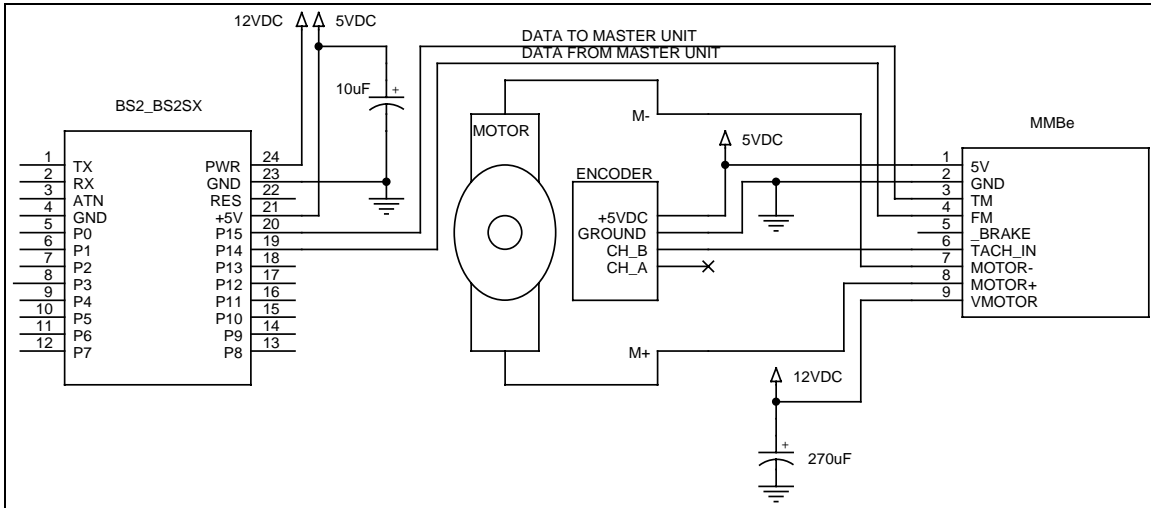 12VDC 5VDC
DATA TO MASTER UNIT
DATA FROM MASTER UNIT
10uF +
BS2_BS2SX
1 TX PWR 24
2 RX GND 23
3 ATN RES 22
4 GND +5V 21
5 P0 P15 20
6 P1 P14 19
7 P2 P13 18
8 P3 P12 17
9 P4 P11 16
10 P5 P10 15
11 P6 P9 14
12 P7 P8 13
MOTOR
M-
M+
5VDC
ENCODER
+5VDC
GROUND
CH_B
CH_A
MMBe
1 5V
2 GND
3 TM
4 FM
5 _BRAKE
6 TACH_IN
7 MOTOR-
8 MOTOR+
9 VMOTOR
12VDC
+
270uF